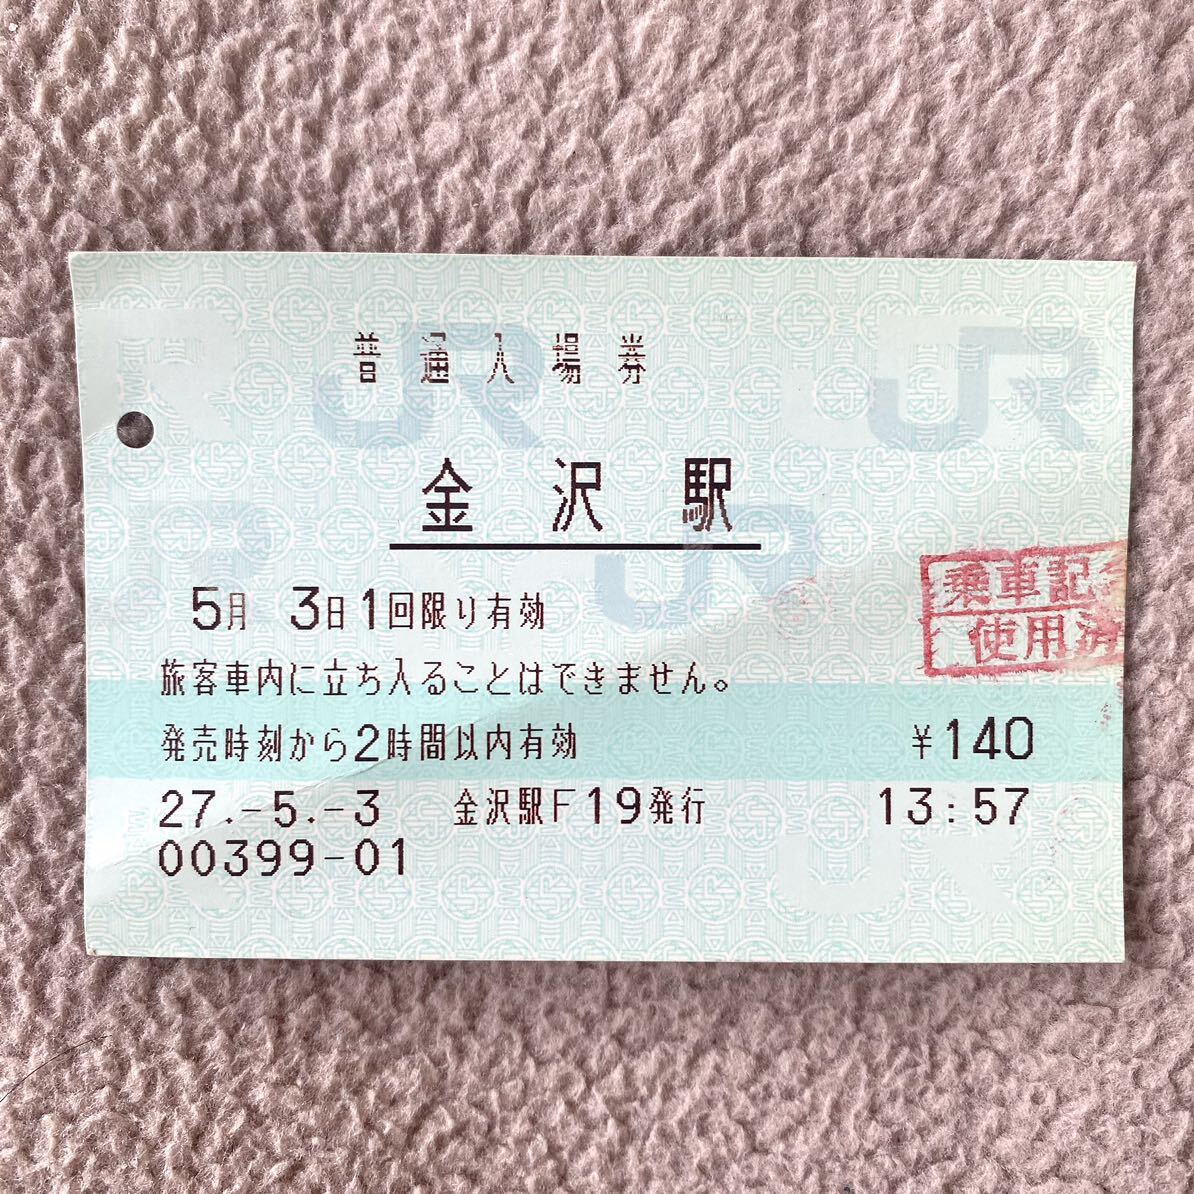 普通入場券
金沢駅
5月 3日1回限り有効
乗車記
使用済
旅客車内に立ち入ることはできません。
発売時刻から2時間以内有効 ¥140
27.-5.-3 金沢駅F19発行 13:57
00399-01